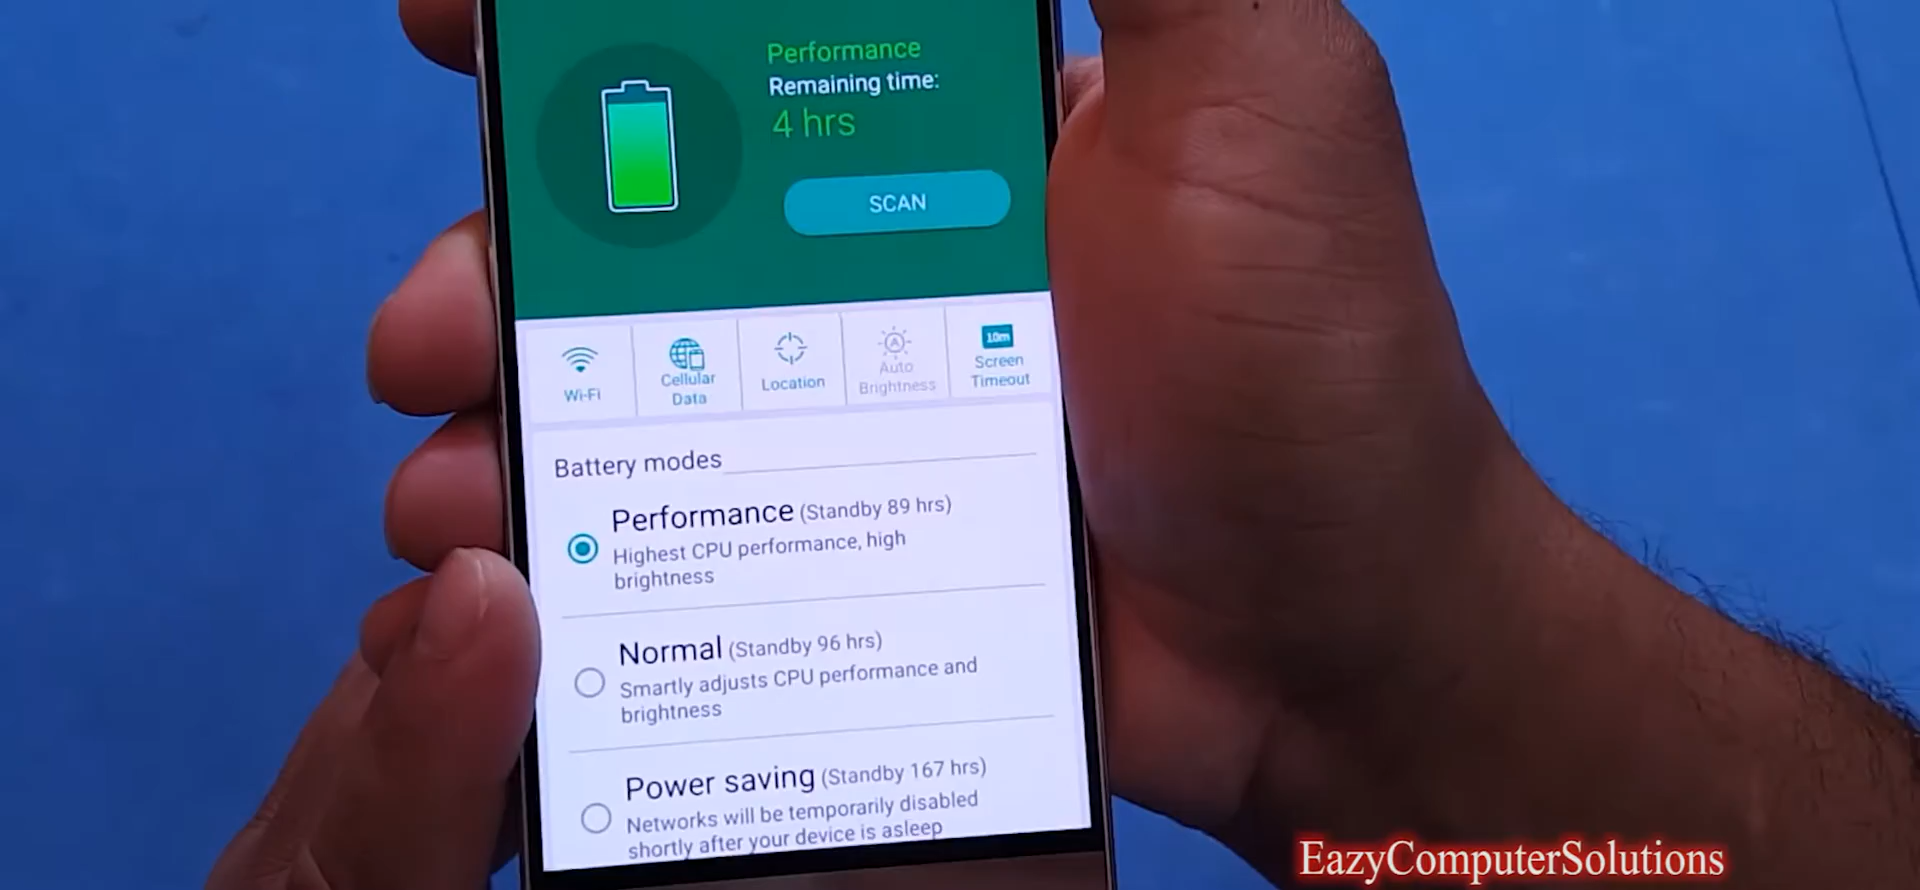 Performance
Remaining time:
4 hrs
SCAN
Wi-Fi
Cellular
Data
Location
A
Auto
Brightness
10m
Screen
Timeout
Battery modes
Performance (Standby 89 hrs)
Highest CPU performance, high
brightness
Normal (Standby 96 hrs)
Smartly adjusts CPU performance and
brightness
Power saving (Standby 167 hrs)
Networks will be temporarily disabled
shortly after your device is asleep
EazyComputerSolutions